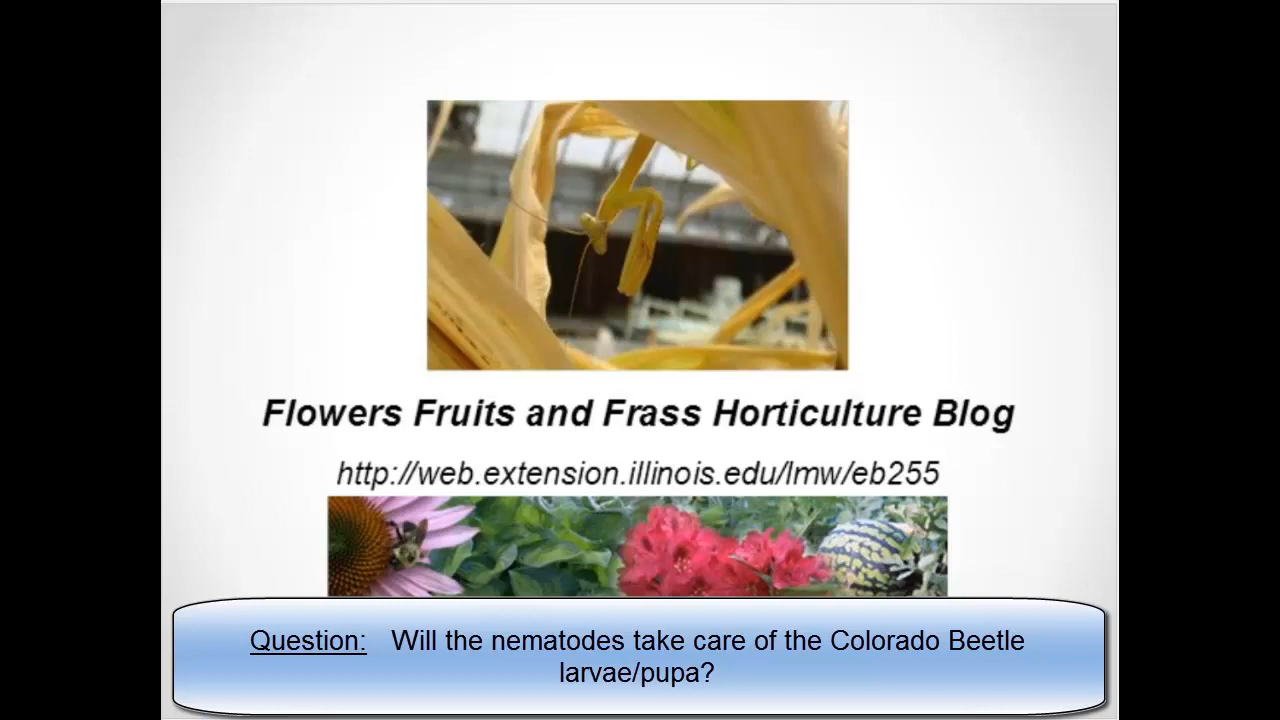 Flowers Fruits and Frass Horticulture Blog
http://web.extension.illinois.edu/lmw/eb255
Question: Will the nematodes take care of the Colorado Beetle
larvae/pupa?